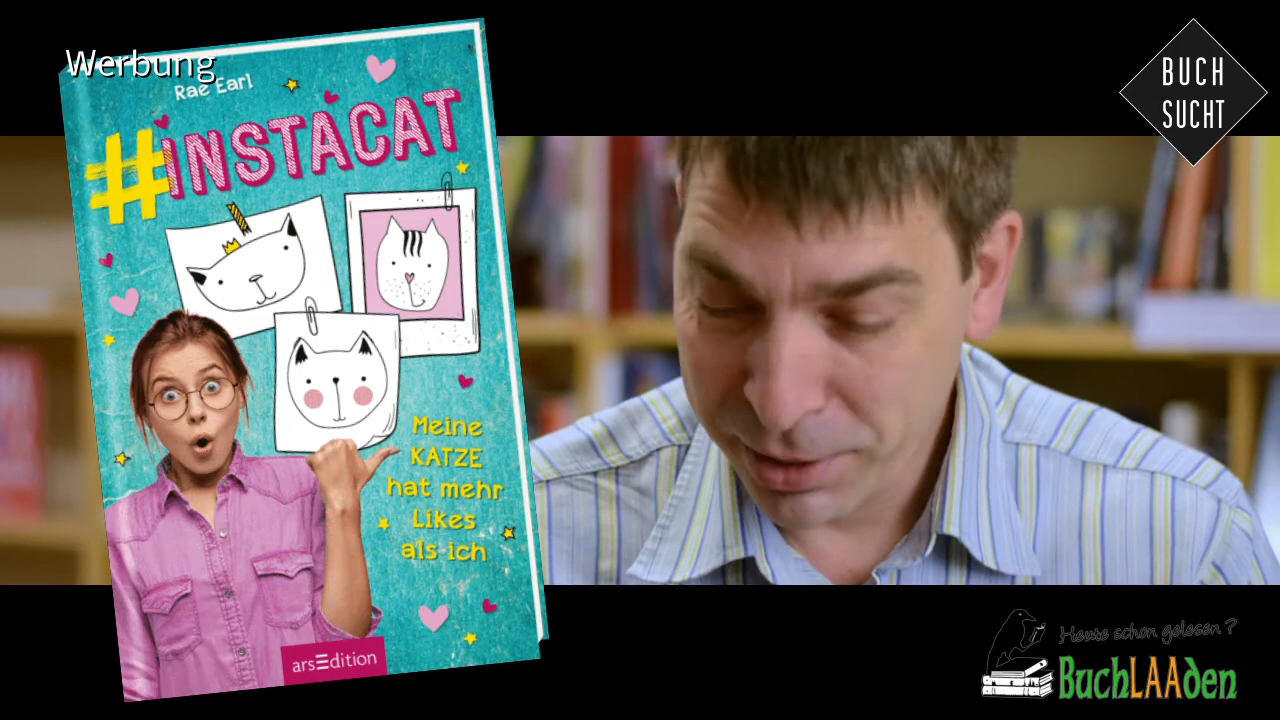 Werbung
Rae Earl
#INSTACAT
Meine
KATZE
hat mehr
Likes
als ich
arsEdition
BUCH
SUCHT
Heute schon gelesen?
BuchLAAden